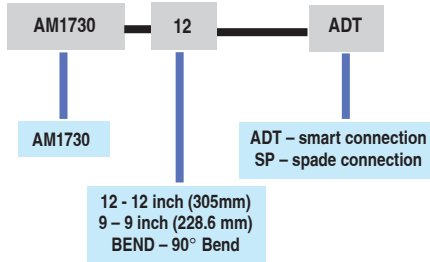 AM1730 12 ADT
AM1730
ADT – smart connection
SP – spade connection
12 - 12 inch (305mm)
9 – 9 inch (228.6 mm)
BEND – 90° Bend